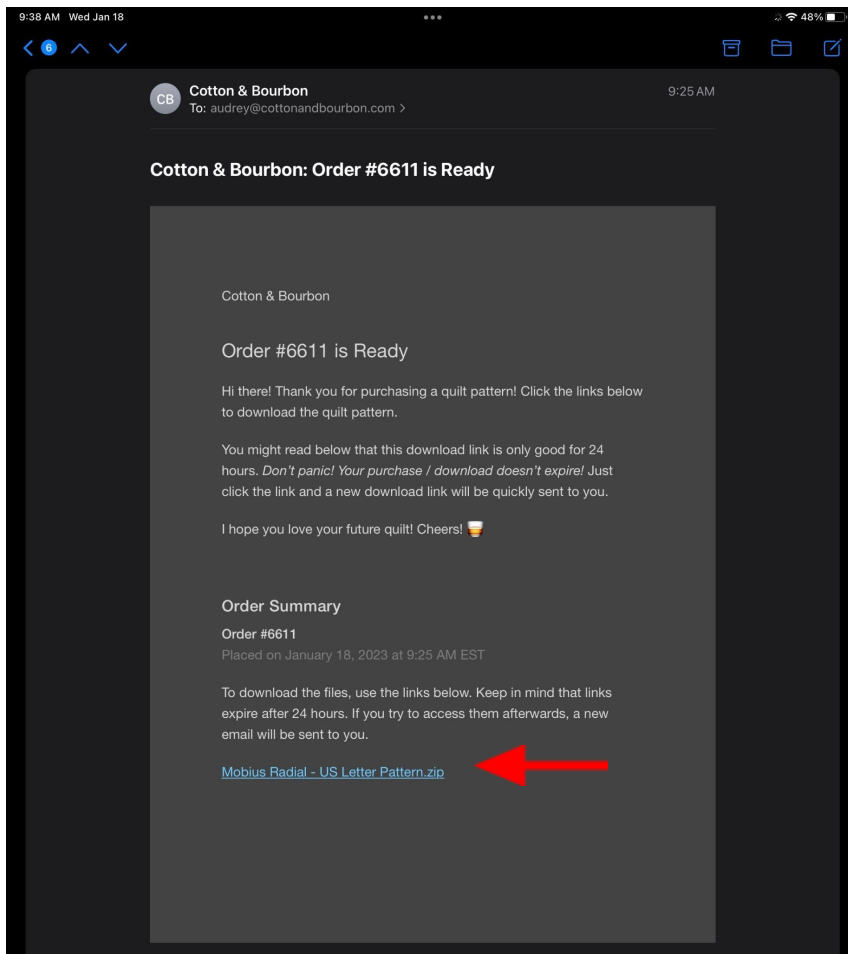 9:38 AM Wed Jan 18
48%
6
CB
Cotton & Bourbon
9:25 AM
To: audrey@cottonandbourbon.com >
Cotton & Bourbon: Order #6611 is Ready
Cotton & Bourbon
Order #6611 is Ready
Hi there! Thank you for purchasing a quilt pattern! Click the links below
to download the quilt pattern.
You might read below that this download link is only good for 24
hours. Don't panic! Your purchase / download doesn't expire! Just
click the link and a new download link will be quickly sent to you.
I hope you love your future quilt! Cheers! 🥃
Order Summary
Order #6611
Placed on January 18, 2023 at 9:25 AM EST
To download the files, use the links below. Keep in mind that links
expire after 24 hours. If you try to access them afterwards, a new
email will be sent to you.
Mobius Radial - US Letter Pattern.zip